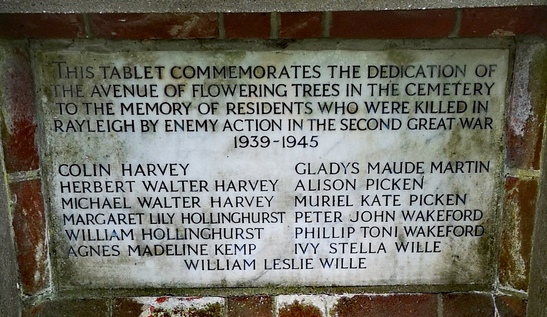 THIS TABLET COMMEMORATES THE DEDICATION OF
THE AVENUE OF FLOWERING TREES IN THE CEMETERY
TO THE MEMORY OF RESIDENTS WHO WERE KILLED IN
RAYLEIGH BY ENEMY ACTION IN THE SECOND GREAT WAR
1939-1945
COLIN HARVEY
HERBERT WALTER HARVEY
MICHAEL WALTER HARVEY
MARGARET LILY HOLLINGHURST
WILLIAM HOLLINGHURST
AGNES MADELINE KEMP
GLADYS MAUDE MARTIN
ALISON PICKEN
MURIEL KATE PICKEN
PETER JOHN WAKEFORD
PHILLIP TONI WAKEFORD
IVY STELLA WILLE
WILLIAM LESLIE WILLE